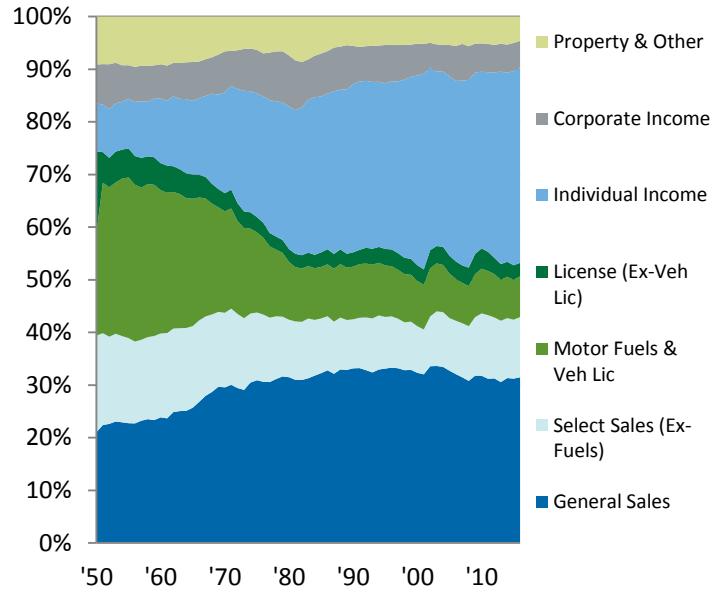 100%
90%
80%
70%
60%
50%
40%
30%
20%
10%
0%
'50 '60 '70 '80 '90 '00 '10
Property & Other
Corporate Income
Individual Income
License (Ex-Veh
Lic)
Motor Fuels &
Veh Lic
Select Sales (Ex-
Fuels)
General Sales